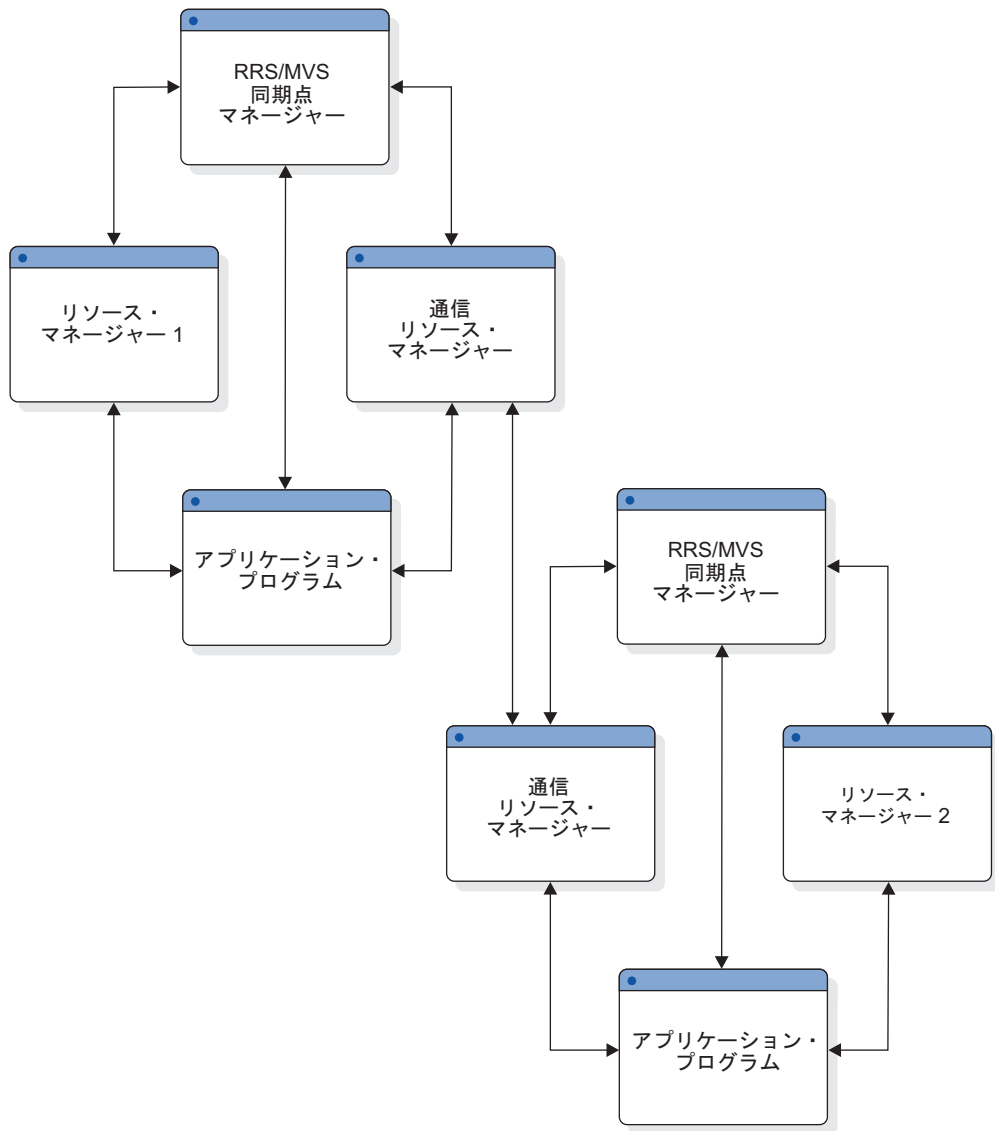 RRS/MVS
同期点
マネージャー
リソース・
マネージャー 1
通信
リソース・
マネージャー
アプリケーション・
プログラム
RRS/MVS
同期点
マネージャー
通信
リソース・
マネージャー
リソース・
マネージャー 2
アプリケーション・
プログラム